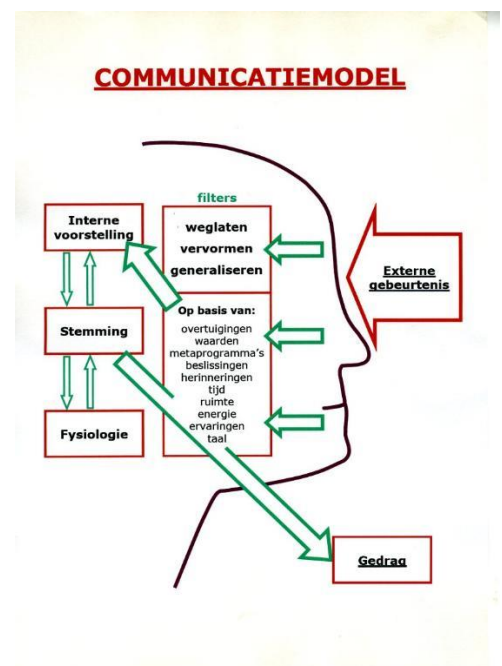 COMMUNICATIEMODEL
filters
Interne
voorstelling
weglaten
vervormen
generaliseren
Externe
gebeurtenis
Op basis van:
overtuigingen
waarden
metaprogramma's
beslissingen
herinneringen
tijd
ruimte
energie
ervaringen
taal
Stemming
Fysiologie
Gedrag